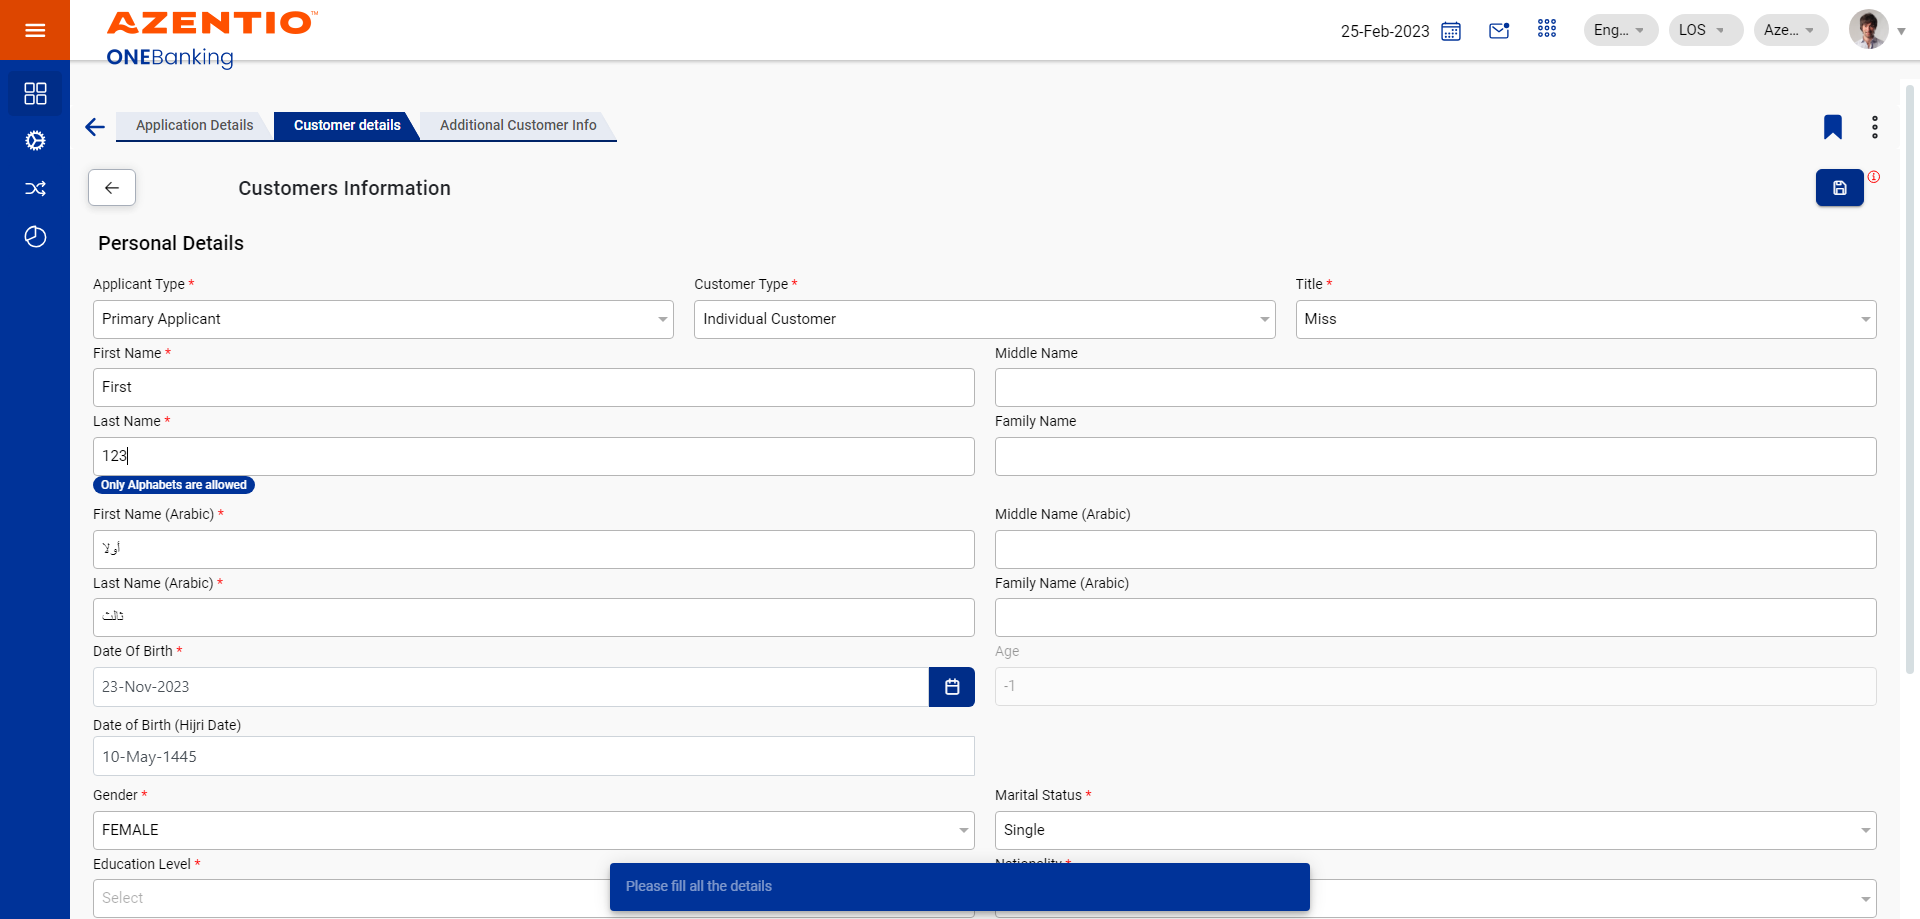 AZENTIO™
ONEBanking
25-Feb-2023
Eng...
LOS
Aze...
Application Details
Customer details
Additional Customer Info
Customers Information
Personal Details
Applicant Type *
Customer Type *
Title *
Primary Applicant
Individual Customer
Miss
First Name *
Middle Name
First
Last Name *
Family Name
123
Only Alphabets are allowed
First Name (Arabic) *
Middle Name (Arabic)
أولا
Last Name (Arabic) *
Family Name (Arabic)
ثالث
Date Of Birth *
Age
23-Nov-2023
-1
Date of Birth (Hijri Date)
10-May-1445
Gender *
Marital Status *
FEMALE
Single
Education Level *
Nationality *
Select
Please fill all the details